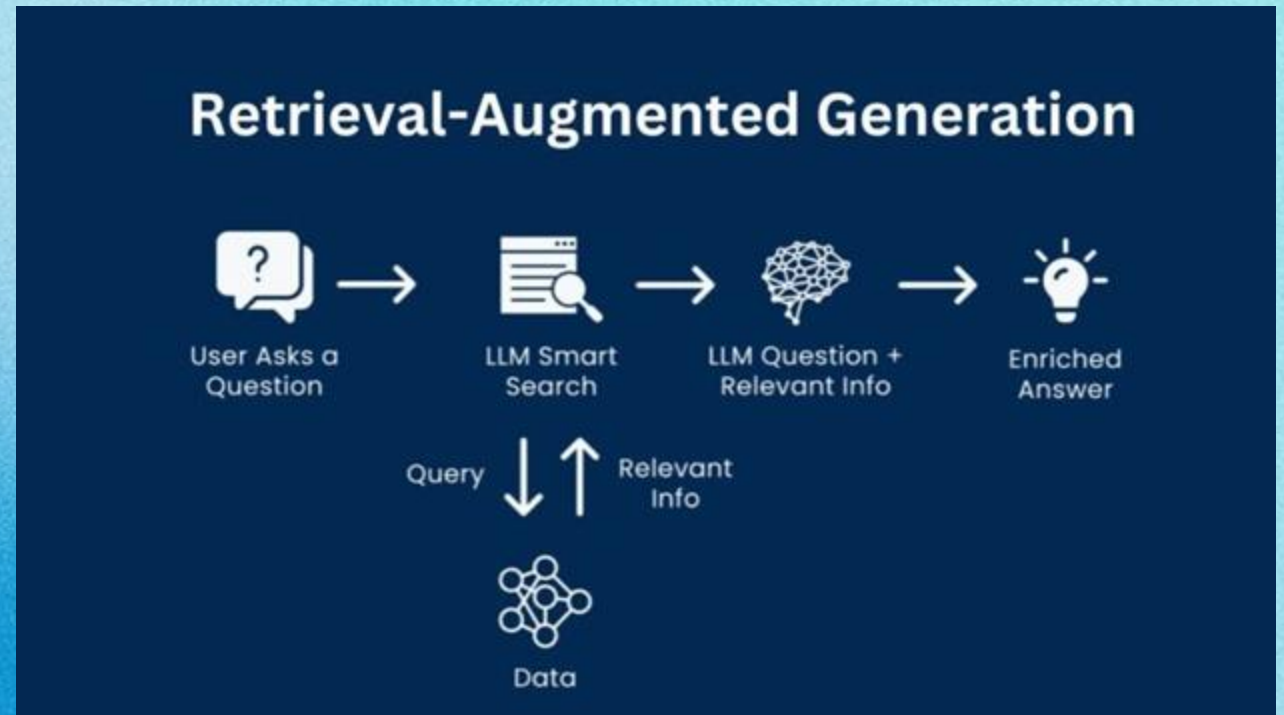 Retrieval-Augmented Generation
?
User Asks a
Question
LLM Smart
Search
LLM Question +
Relevant Info
Enriched
Answer
Query
Relevant
Info
Data